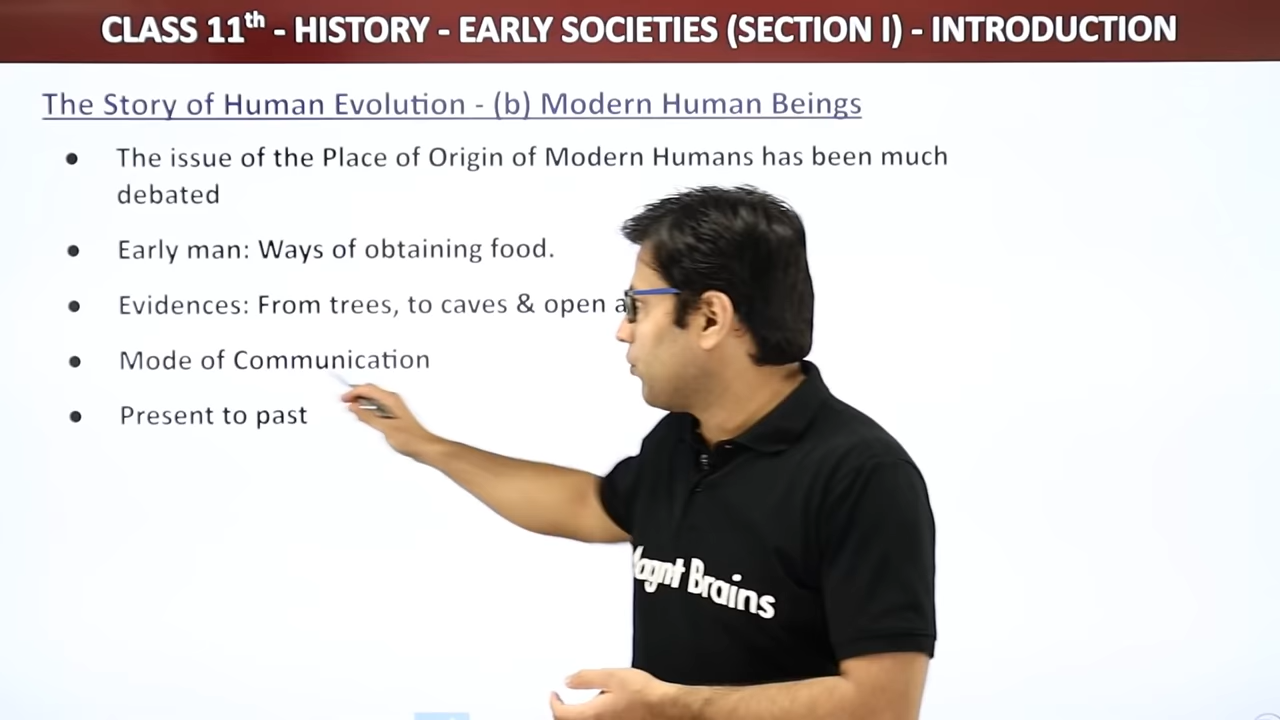 CLASS 11th - HISTORY - EARLY SOCIETIES (SECTION I) - INTRODUCTION
The Story of Human Evolution - (b) Modern Human Beings
● The issue of the Place of Origin of Modern Humans has been much
debated
● Early man: Ways of obtaining food.
● Evidences: From trees, to caves & open
● Mode of Communication
● Present to past
Magnt Brains